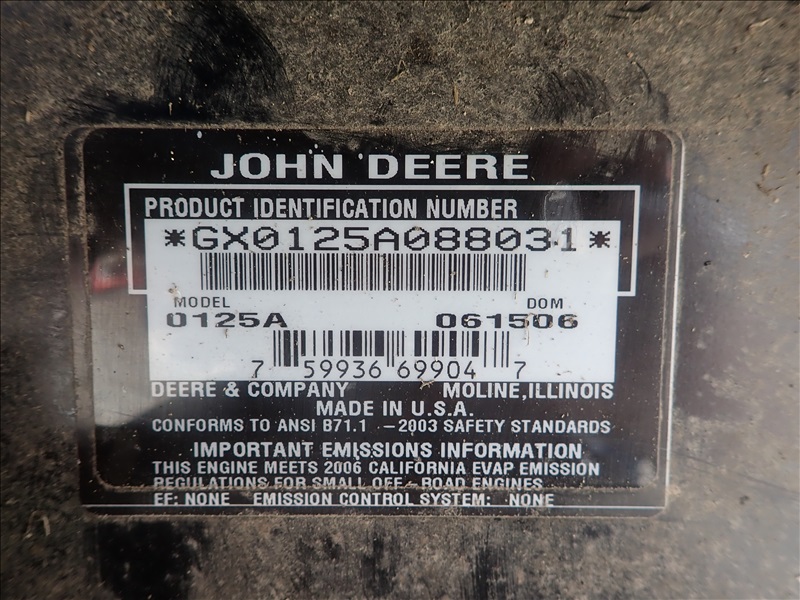 JOHN DEERE
PRODUCT IDENTIFICATION NUMBER
*GX0125A088031*
MODEL DOM
0125A 061506
7 59936 69904 7
DEERE & COMPANY MOLINE, ILLINOIS
MADE IN U.S.A.
CONFORMS TO ANSI B71.1 -2003 SAFETY STANDARDS
IMPORTANT EMISSIONS INFORMATION
THIS ENGINE MEETS 2006 CALIFORNIA EVAP EMISSION
REGULATIONS FOR SMALL OFF - ROAD ENGINES
EF: NONE EMISSION CONTROL SYSTEM: NONE